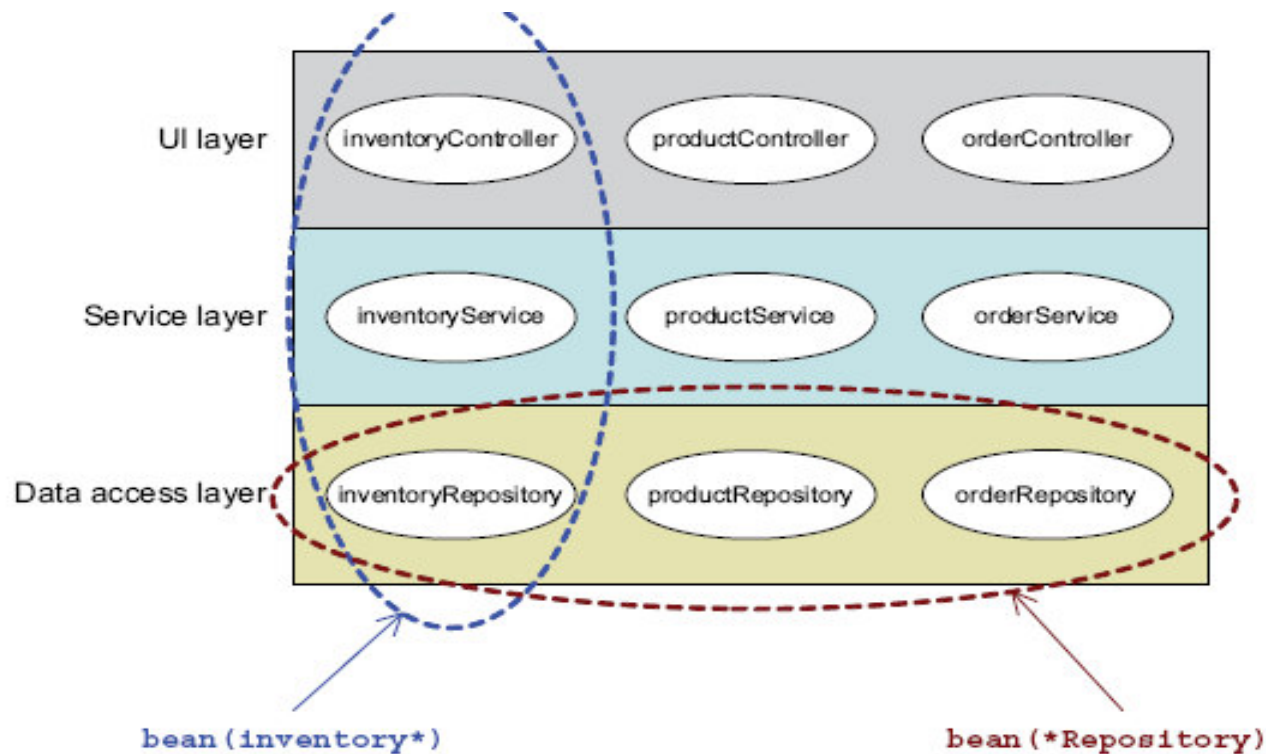 UI layer
inventoryController
productController
orderController
Service layer
inventoryService
productService
orderService
Data access layer
inventoryRepository
productRepository
orderRepository
bean(inventory*)
bean(*Repository)